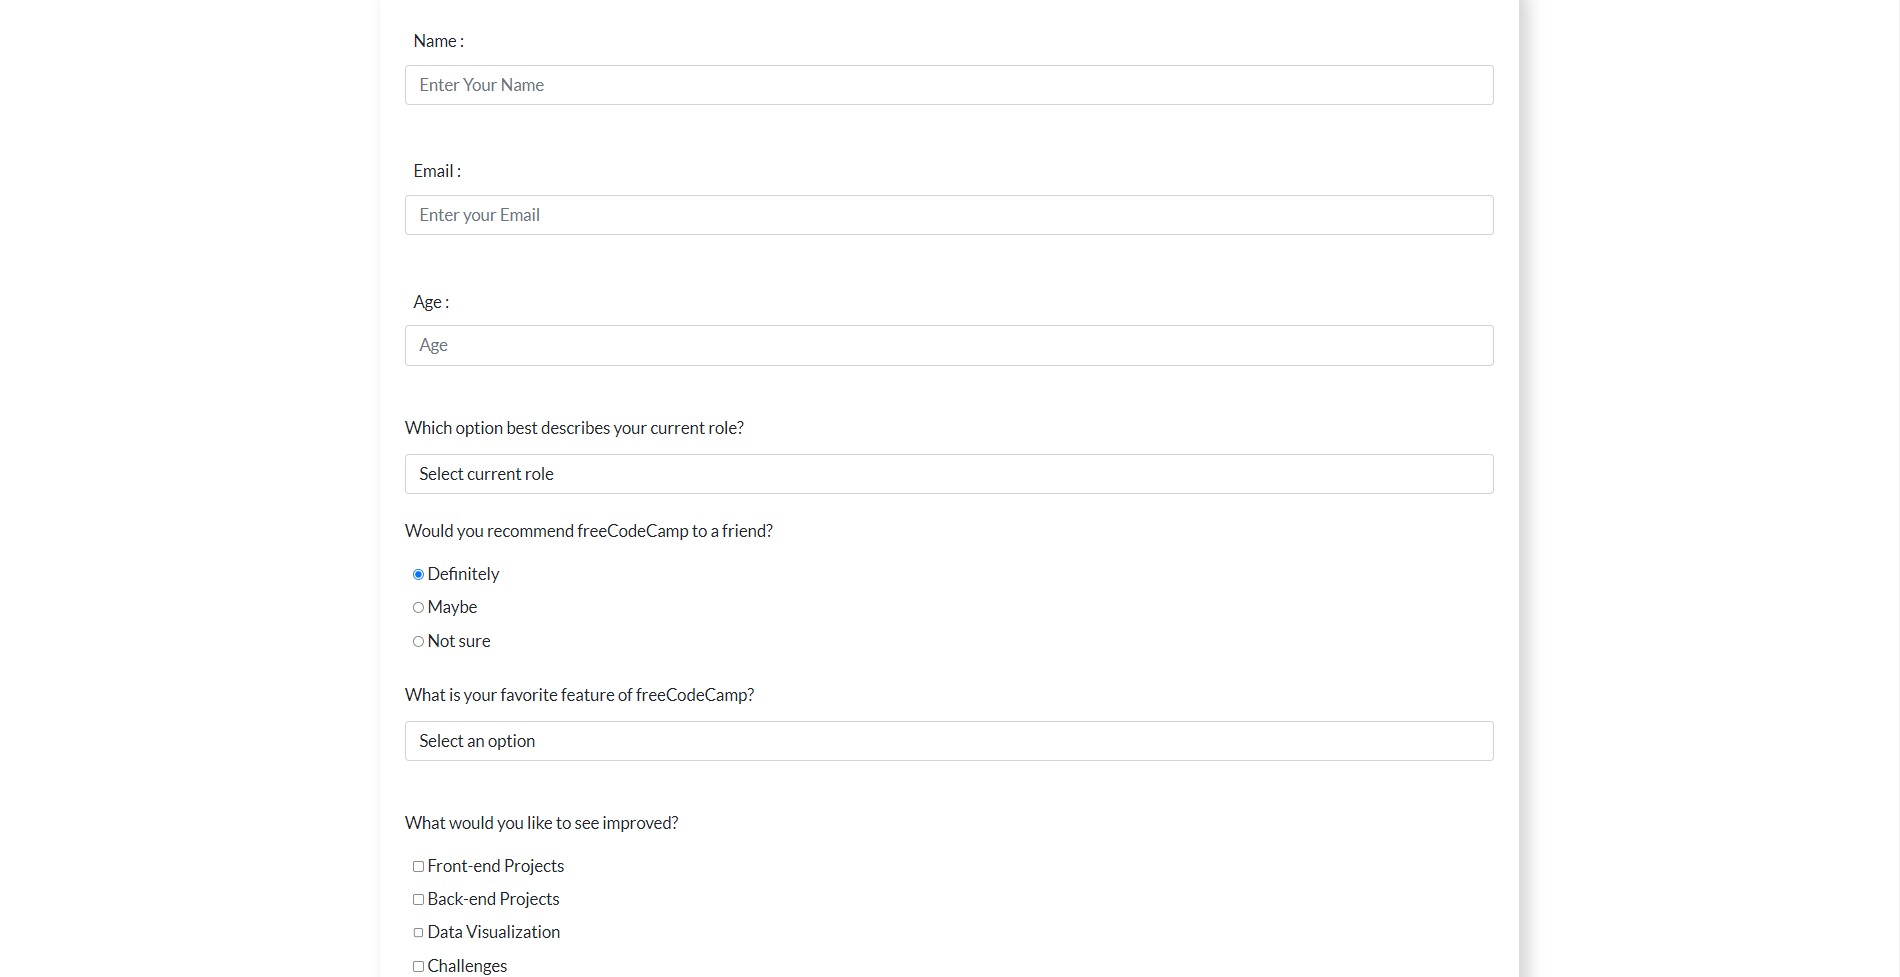 Name :
Enter Your Name
Email :
Enter your Email
Age :
Age
Which option best describes your current role?
Select current role
Would you recommend freeCodeCamp to a friend?
Definitely
Maybe
Not sure
What is your favorite feature of freeCodeCamp?
Select an option
What would you like to see improved?
Front-end Projects
Back-end Projects
Data Visualization
Challenges